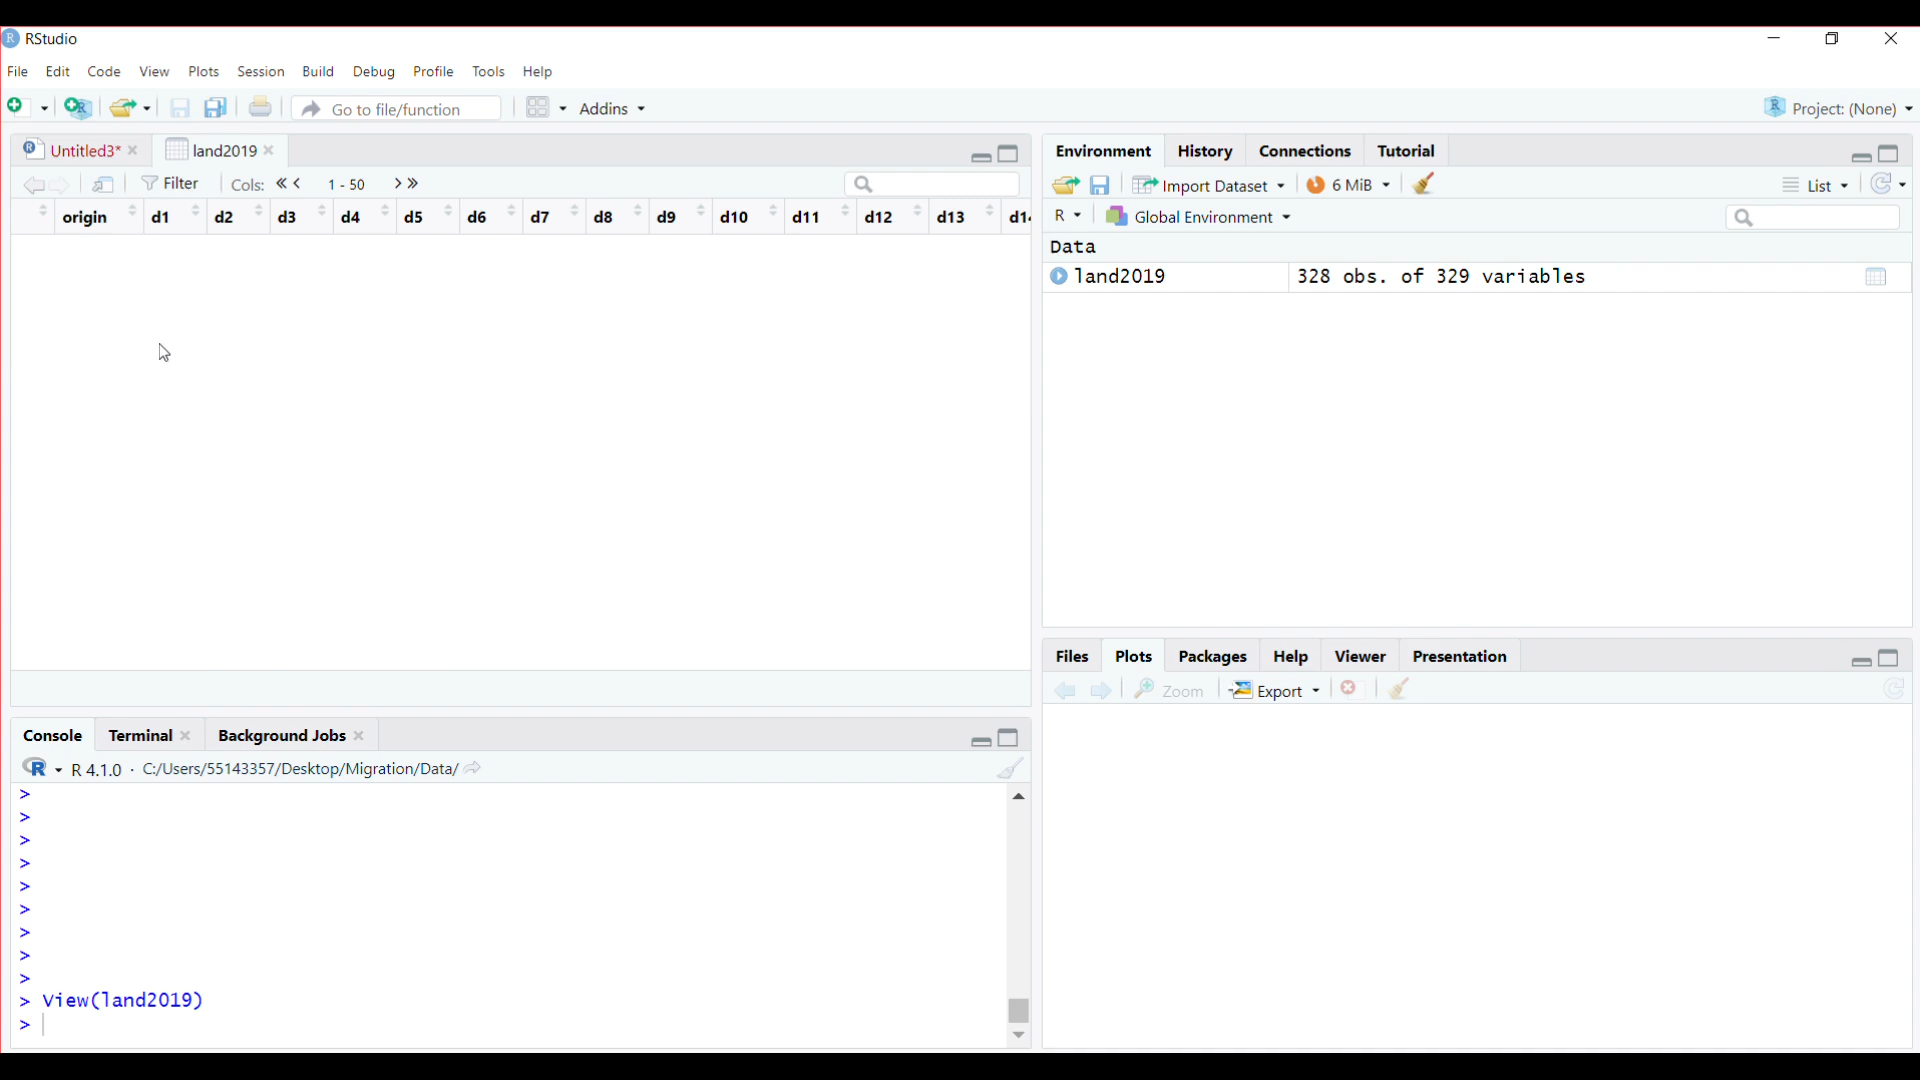 RStudio
File Edit Code View Plots Session Build Debug Profile Tools Help
Go to file/function Addins Project: (None)
Untitled3* land2019
Filter Cols: 1 - 50
origin d1 d2 d3 d4 d5 d6 d7 d8 d9 d10 d11 d12 d13
Environment History Connections Tutorial
Import Dataset 6 MiB List
R Global Environment
Data
land2019 328 obs. of 329 variables
Files Plots Packages Help Viewer Presentation
Zoom Export
Console Terminal Background Jobs
R 4.1.0 · C:/Users/55143357/Desktop/Migration/Data/
>
>
>
>
>
>
>
>
>
> View(land2019)
>